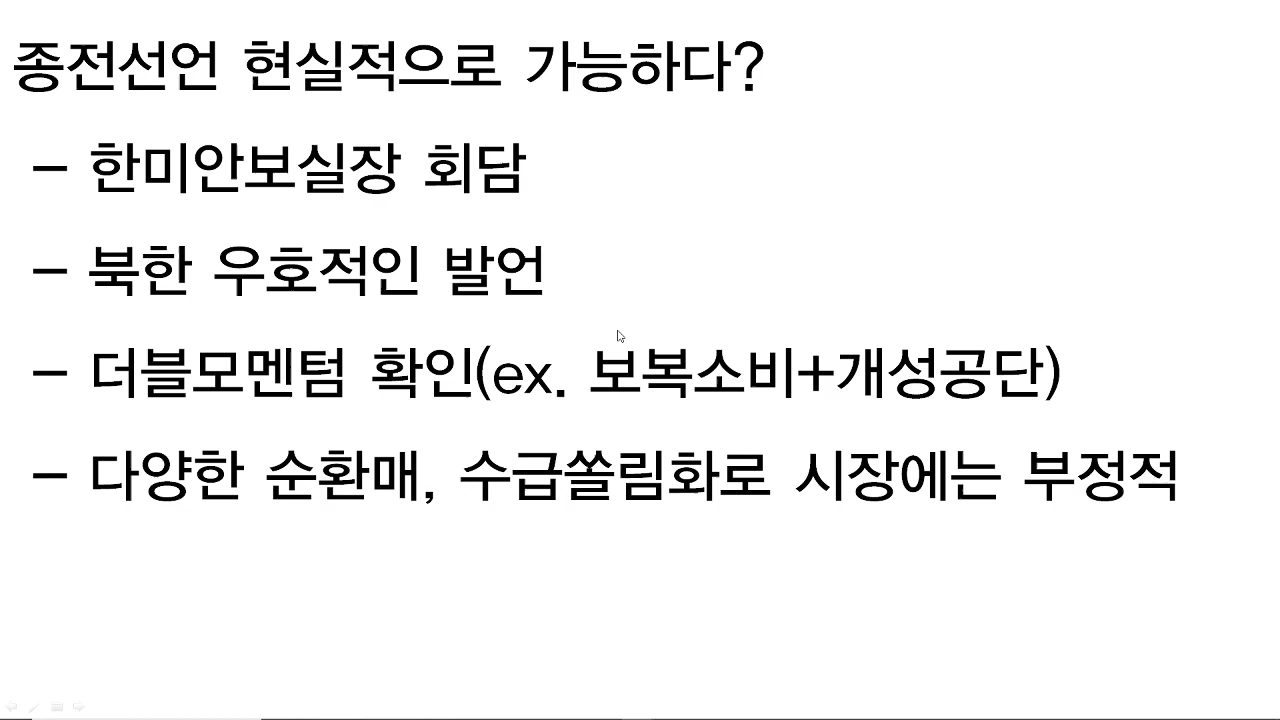 종전선언 현실적으로 가능하다?
- 한미안보실장 회담
- 북한 우호적인 발언
- 더블모멘텀 확인(ex. 보복소비+개성공단)
- 다양한 순환매, 수급쏠림화로 시장에는 부정적